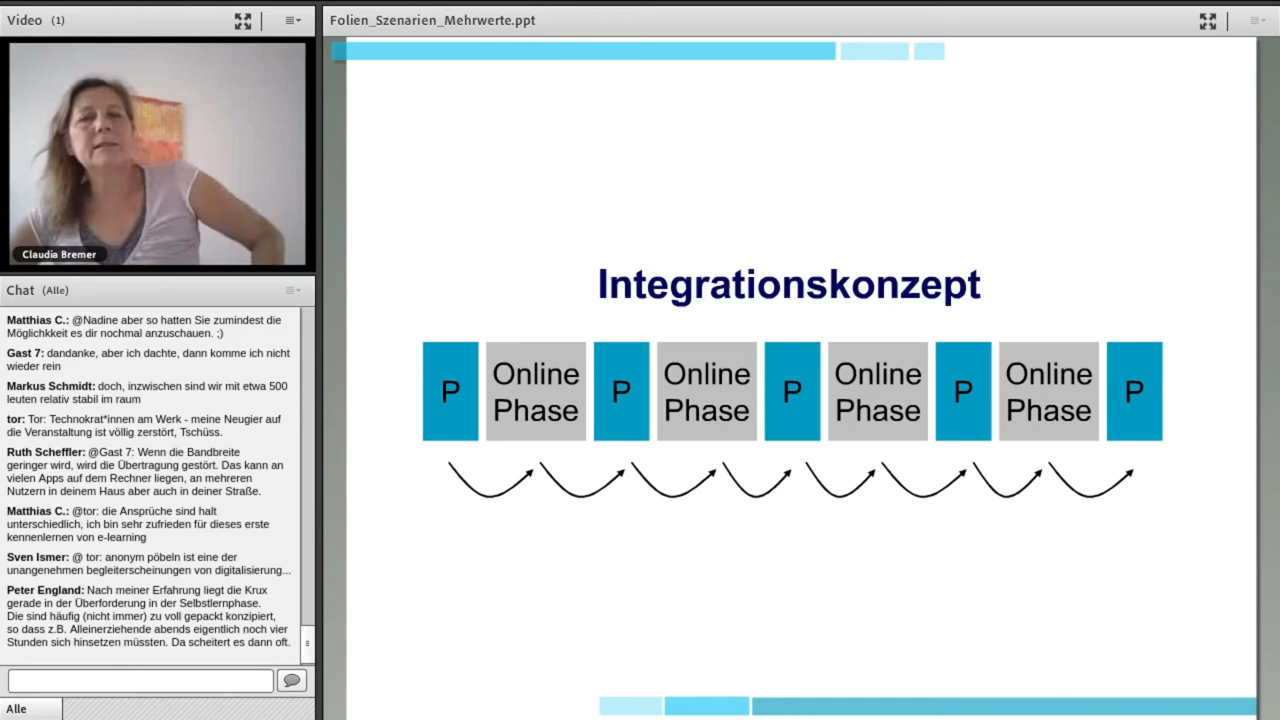 Video (1)
Claudia Bremer
Chat (Alle)
Matthias C.: @Nadine aber so hatten Sie zumindest die
Möglichkkeit es dir nochmal anzuschauen. ;)
Gast 7: dandanke, aber ich dachte, dann komme ich nicht
wieder rein
Markus Schmidt: doch, inzwischen sind wir mit etwa 500
leuten relativ stabil im raum
tor: Tor: Technokrat*innen am Werk - meine Neugier auf
die Veranstaltung ist völlig zerstört, Tschüss.
Ruth Scheffler: @Gast 7: Wenn die Bandbreite
geringer wird, wird die Übertragung gestört. Das kann an
vielen Apps auf dem Rechner liegen, an mehreren
Nutzern in deinem Haus aber auch in deiner Straße.
Matthias C.: @tor: die Ansprüche sind halt
unterschiedlich, ich bin sehr zufrieden für dieses erste
kennenlernen von e-learning
Sven Ismer: @ tor: anonym pöbeln ist eine der
unangenehmen begleiterscheinungen von digitalisierung...
Peter England: Nach meiner Erfahrung liegt die Krux
gerade in der Überforderung in der Selbstlernphase.
Die sind häufig (nicht immer) zu voll gepackt konzipiert,
so dass z.B. Alleinerziehende abends eigentlich noch vier
Stunden sich hinsetzen müssten. Da scheitert es dann oft.
Alle
Folien_Szenarien_Mehrwerte.ppt
Integrationskonzept
P
Online
Phase
P
Online
Phase
P
Online
Phase
P
Online
Phase
P